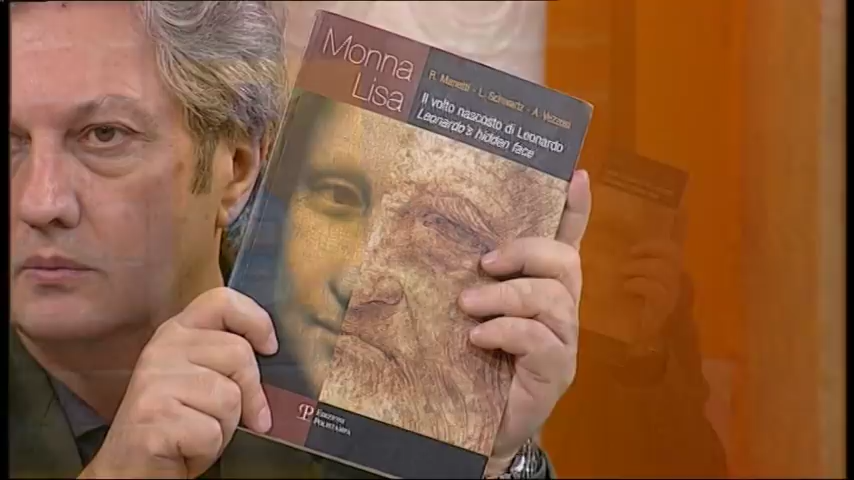 Monna
Lisa
R. Manetti - L. Schwartz - A. Vezzosi
Il volto nascosto di Leonardo
Leonardo's hidden face
EDIZIONI
POLISTAMPA